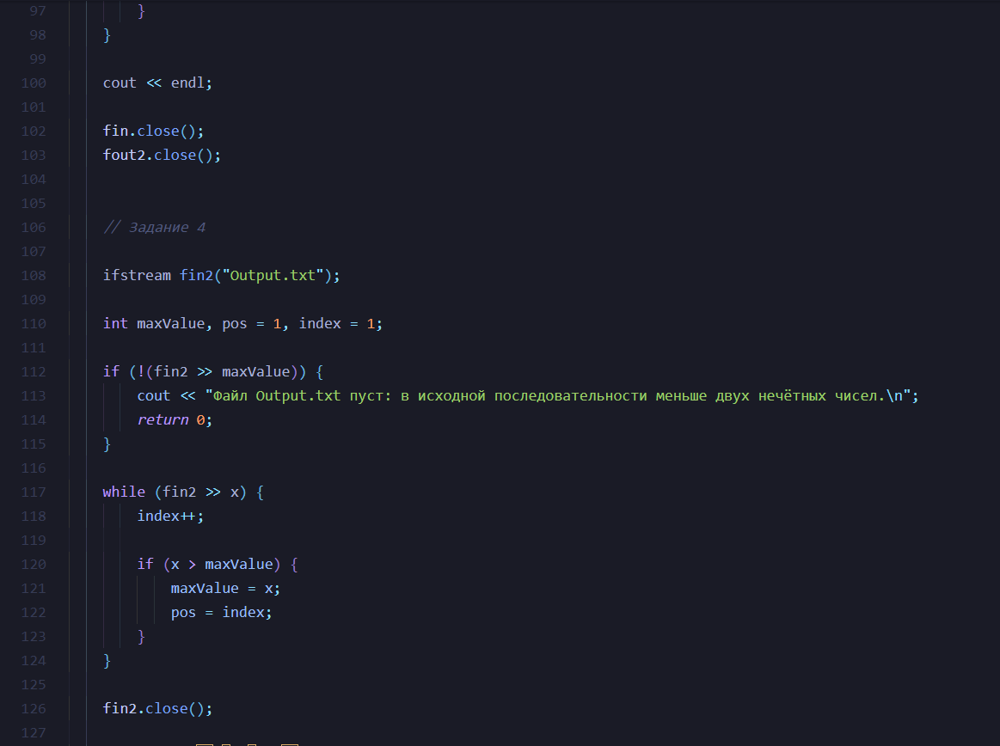 97 }
98 }
99
100 cout << endl;
101
102 fin.close();
103 fout2.close();
104
105
106 // Задание 4
107
108 ifstream fin2("Output.txt");
109
110 int maxValue, pos = 1, index = 1;
111
112 if (!(fin2 >> maxValue)) {
113 cout << "Файл Output.txt пуст: в исходной последовательности меньше двух нечётных чисел.\n";
114 return 0;
115 }
116
117 while (fin2 >> x) {
118 index++;
119
120 if (x > maxValue) {
121 maxValue = x;
122 pos = index;
123 }
124 }
125
126 fin2.close();
127